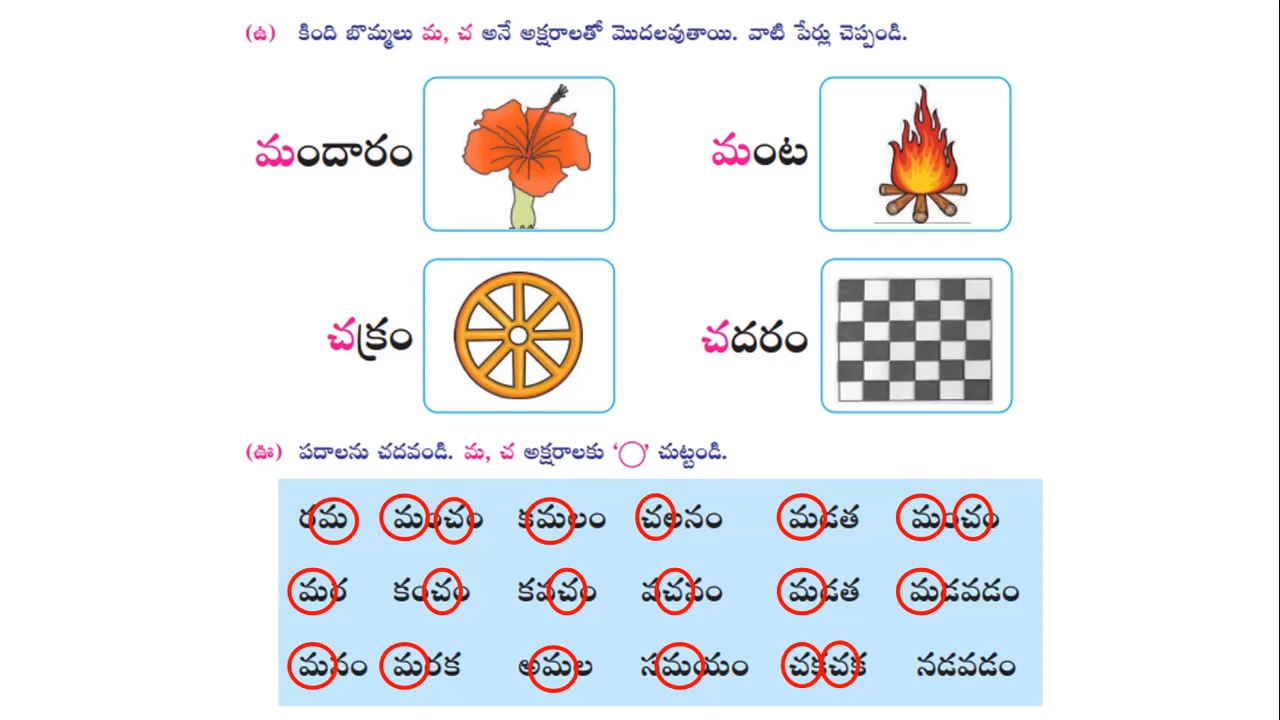 (ఉ) కింది బొమ్మలు మ, చ అనే అక్షరాలతో మొదలవుతాయి. వాటి పేర్లు చెప్పండి.
మందారం మంట
చక్రం చదరం
(ఊ) పదాలను చదవండి. మ, చ అక్షరాలకు ‘○’ చుట్టండి.
రమ మంచం కమలం చలనం మడత మంచం
మర కంచం కవచం వచనం మడత మడవడం
మనం మరక అమల సమయం చకచక నడవడం